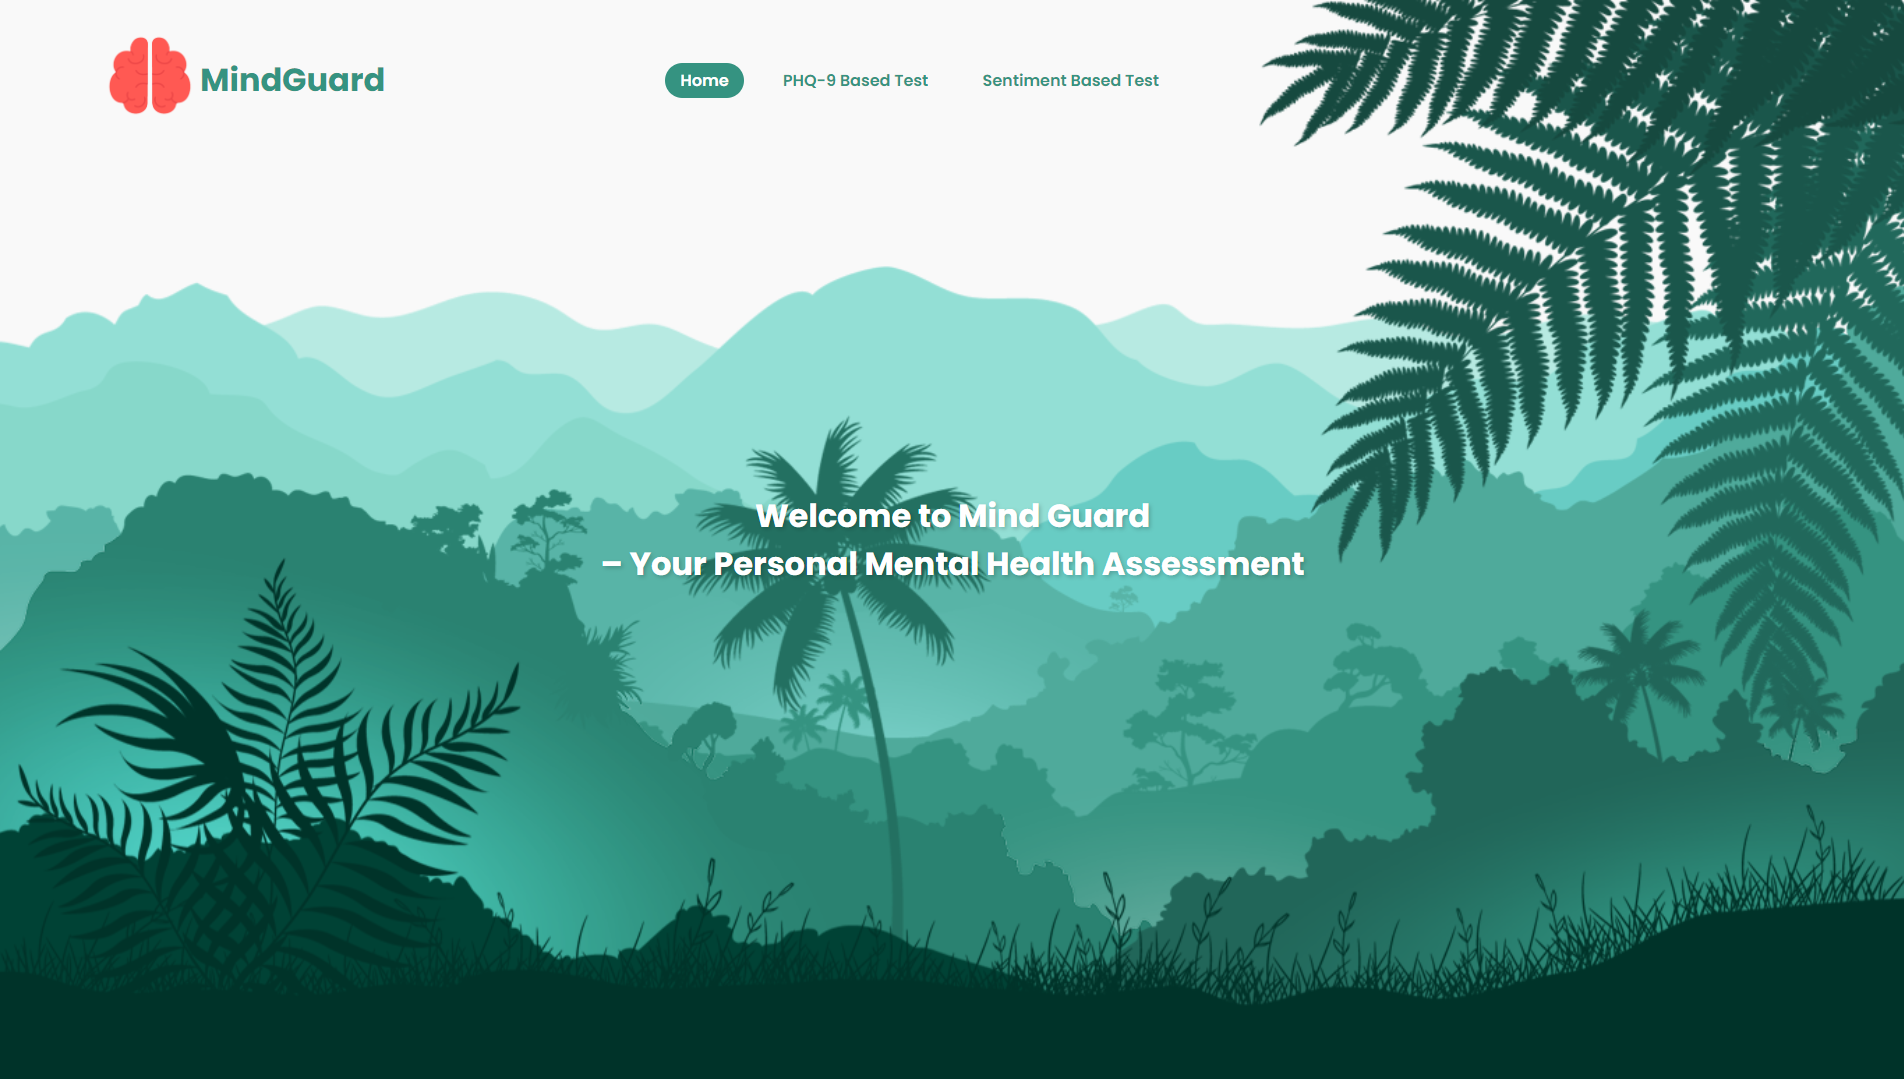 MindGuard
Home
PHQ-9 Based Test
Sentiment Based Test
Welcome to Mind Guard
– Your Personal Mental Health Assessment